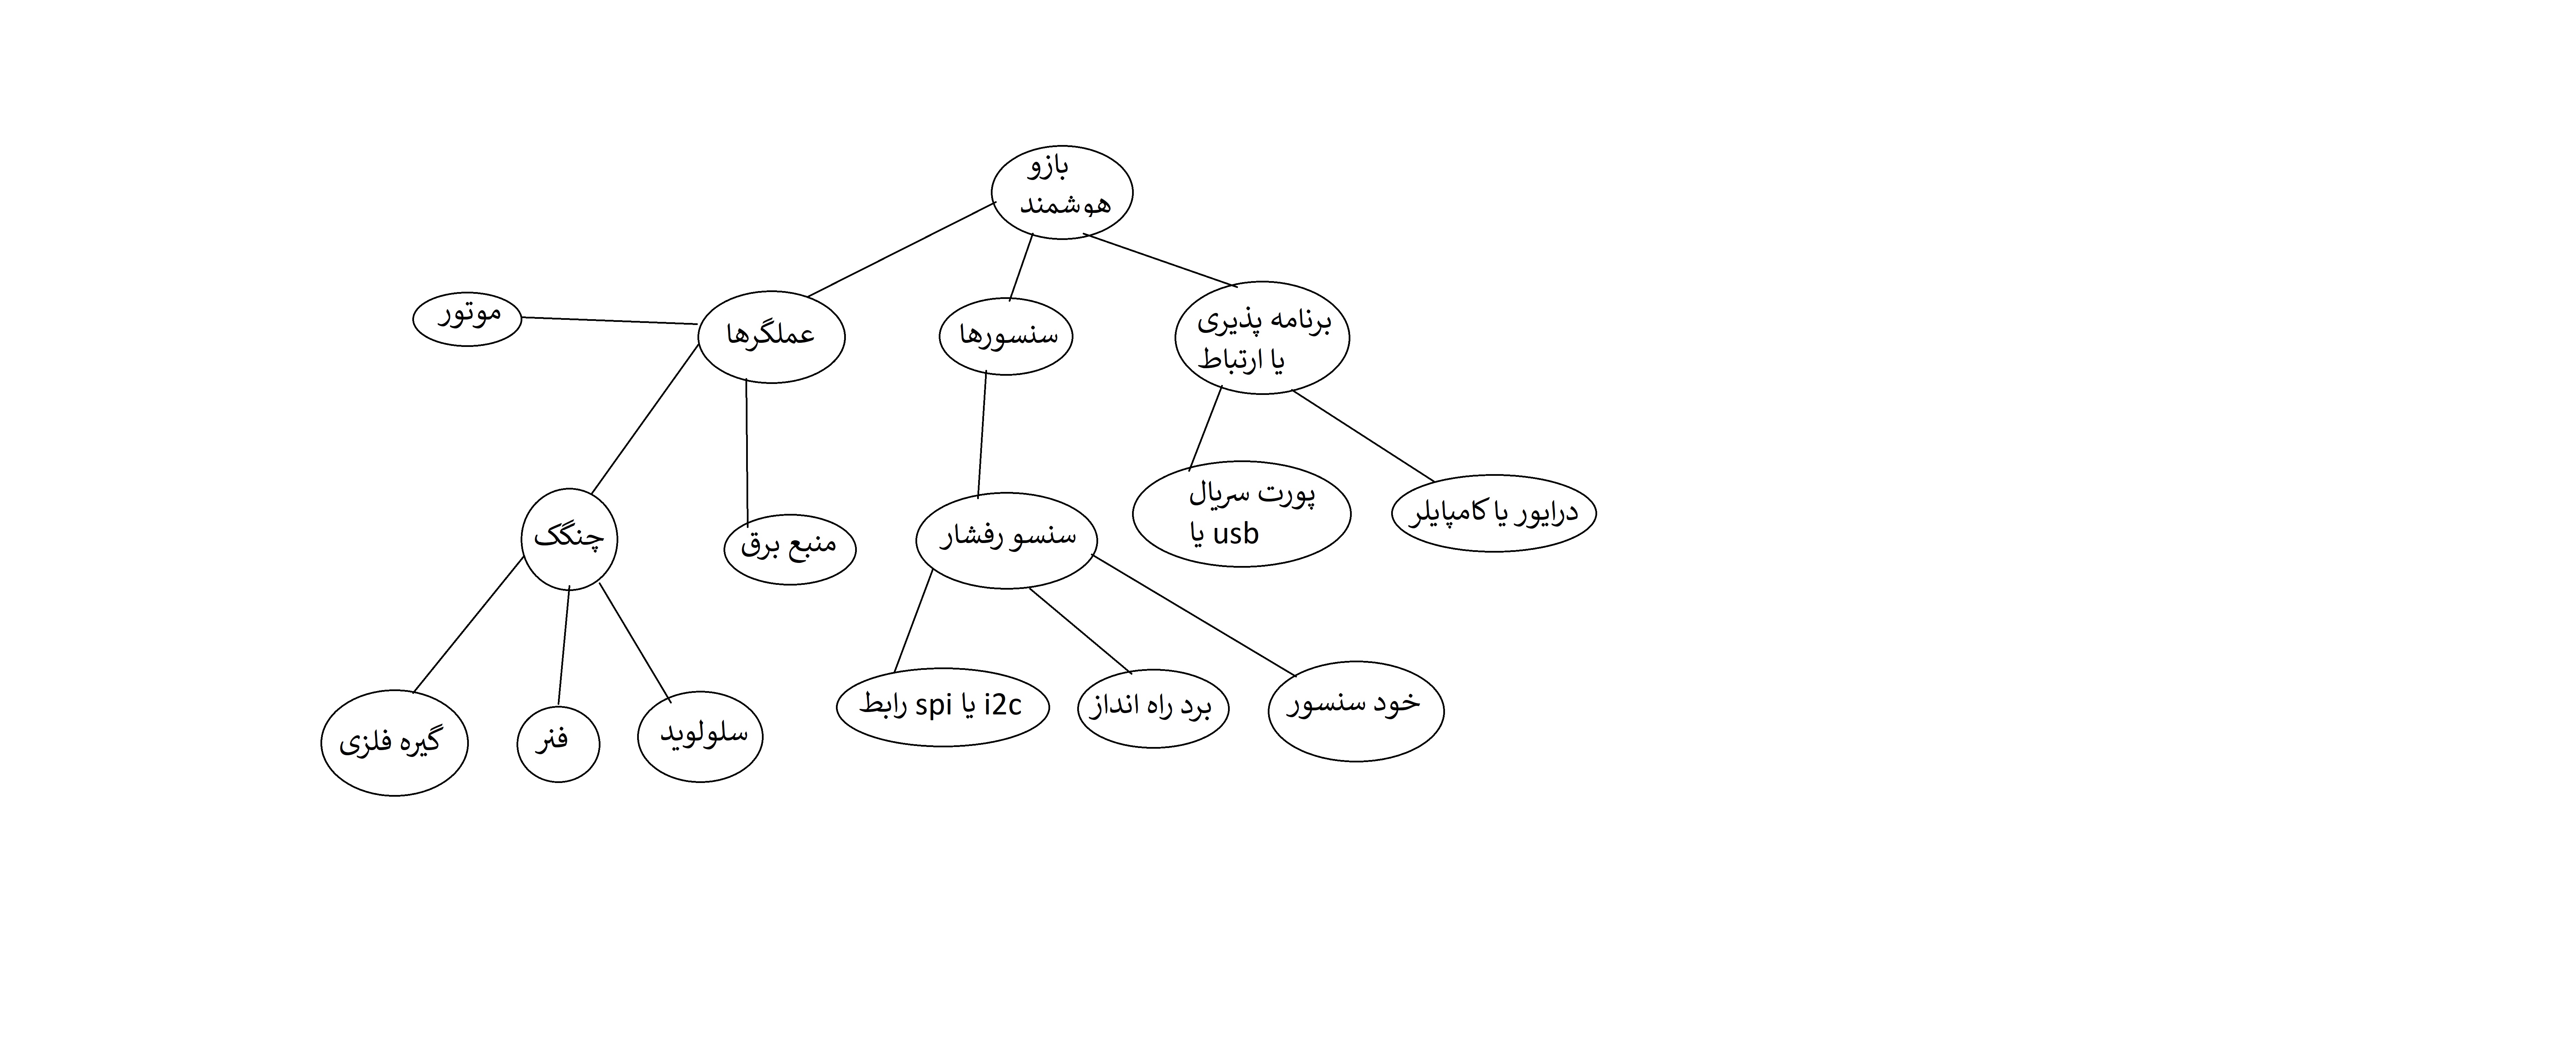 بازو
هوشمند
برنامه پذیری
یا ارتباط
سنسورها
عملگرها
موتور
درایور یا کامپایلر
پورت سریال
یا usb
سنسو رفشار
منبع برق
چنگک
خود سنسور
برد راه انداز
رابط spi یا i2c
سلولوید
فنر
گیره فلزی